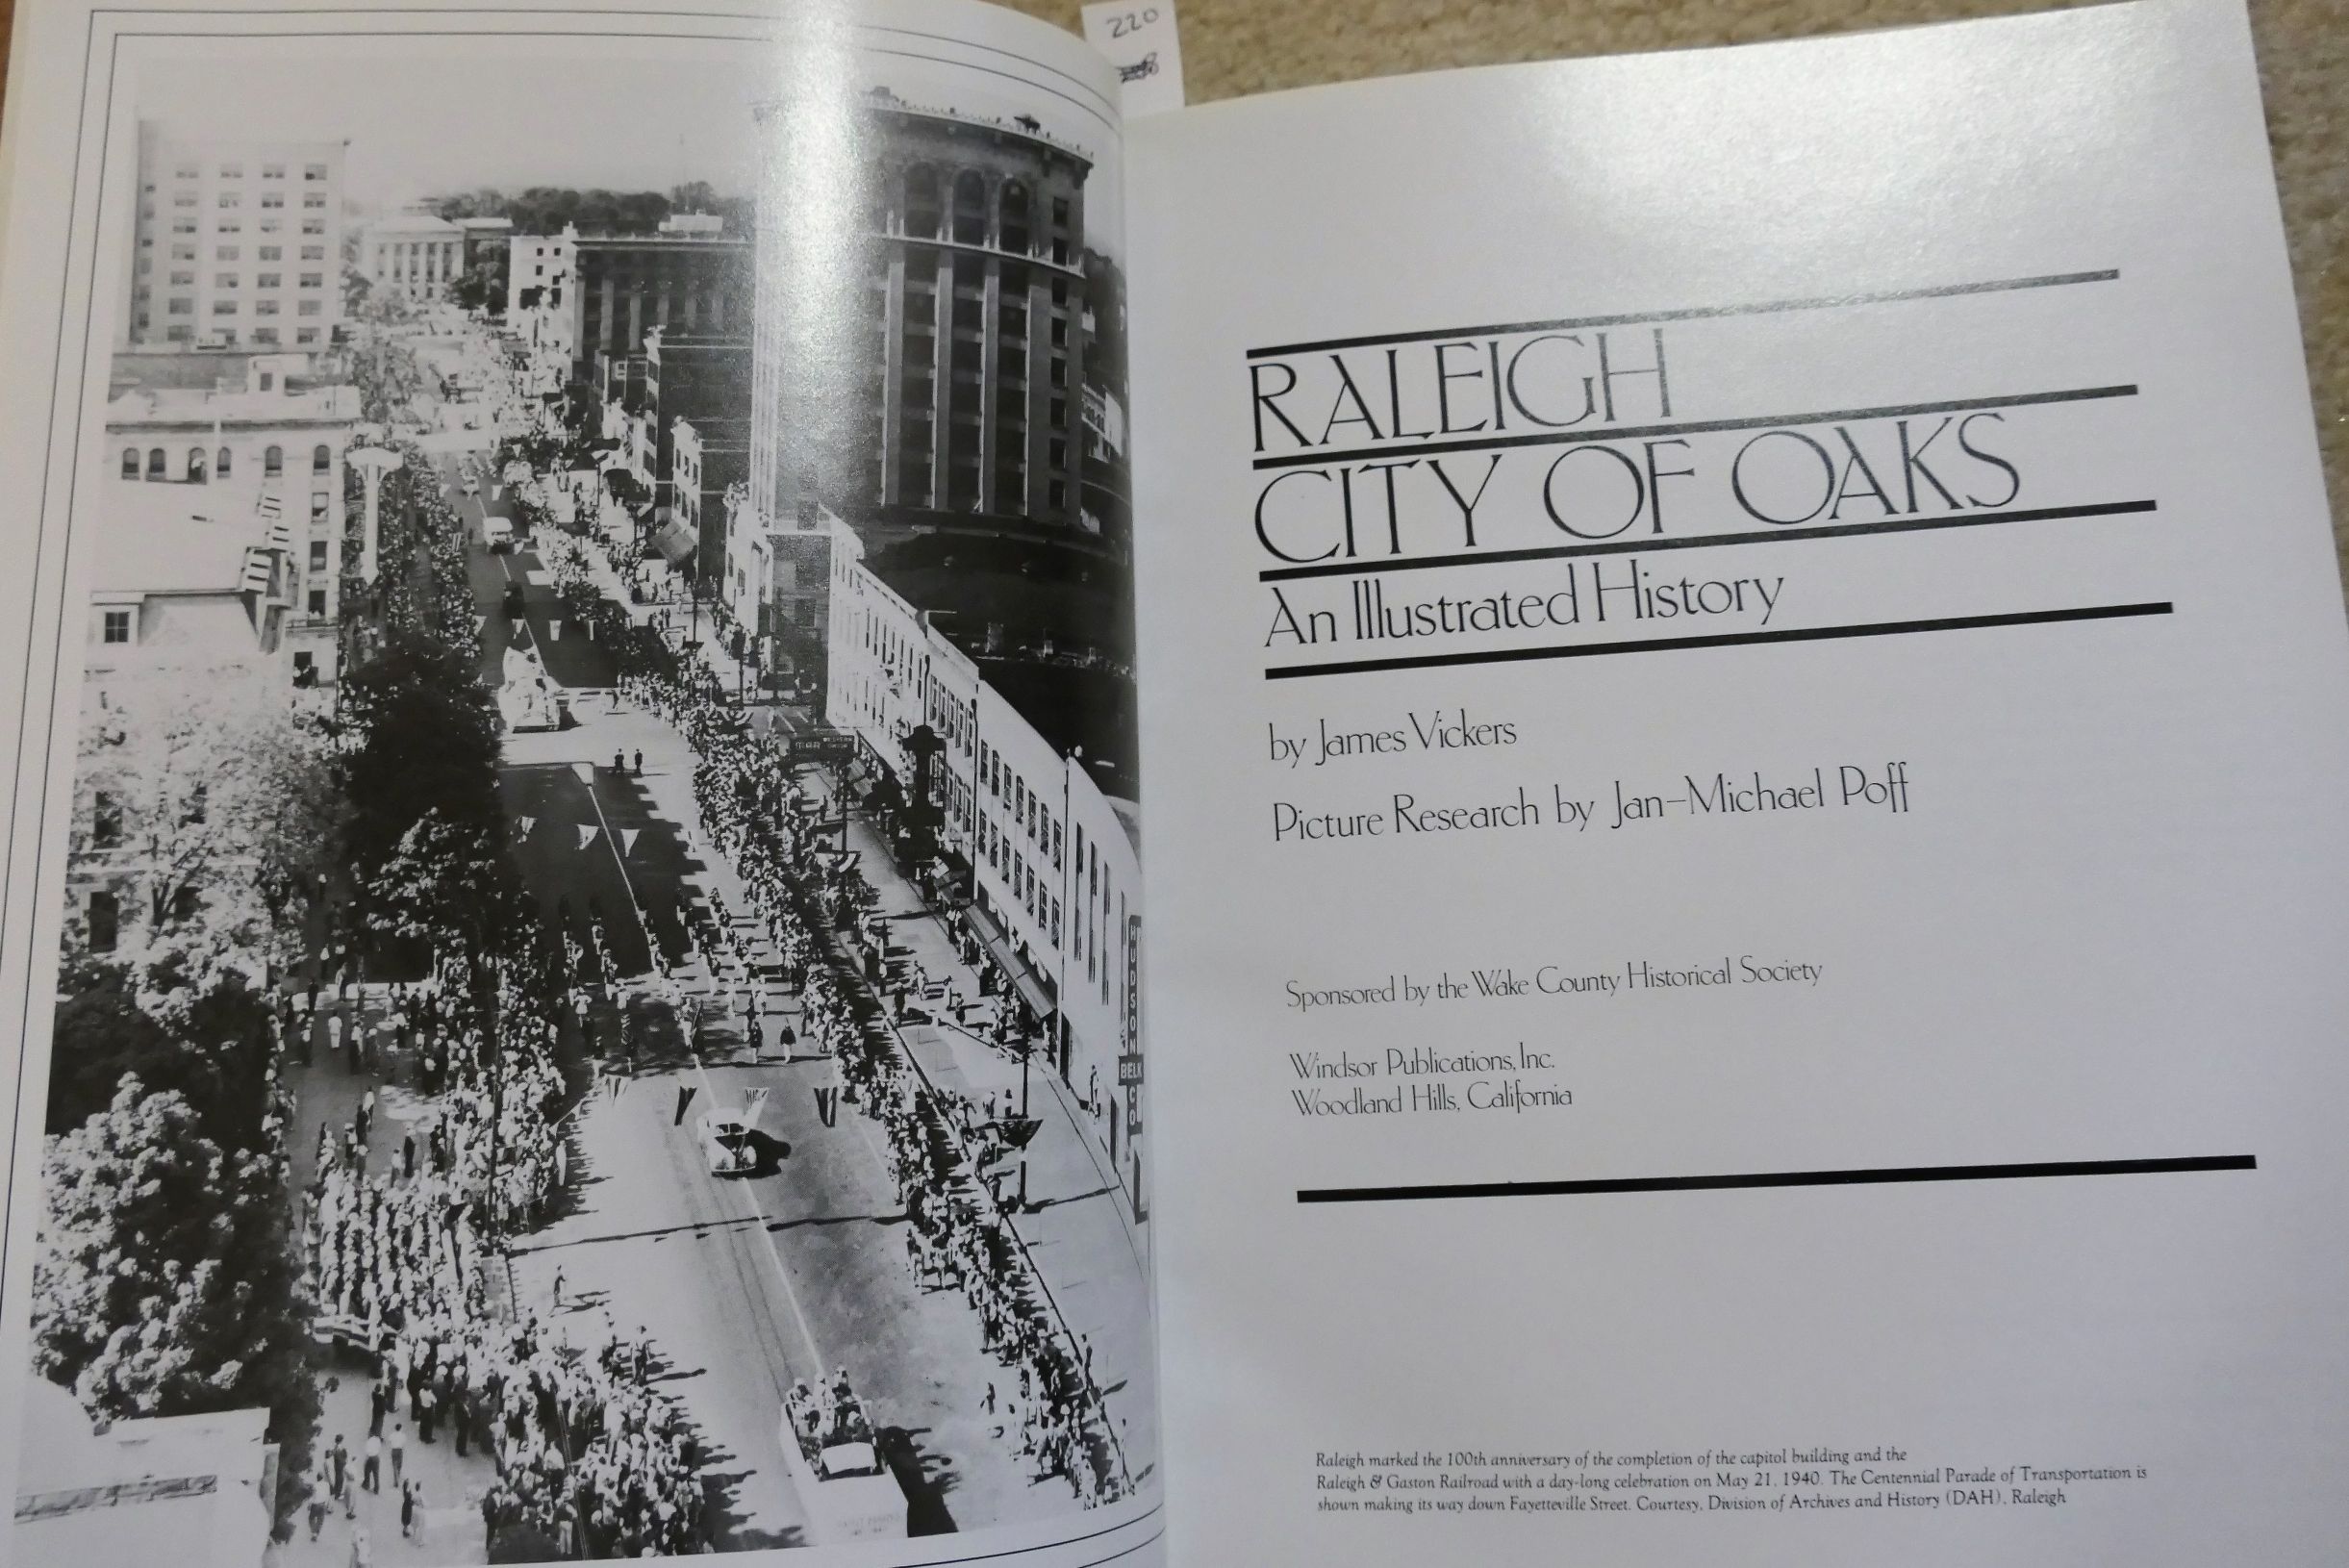 220
HUDSON
BELK
CO
RALEIGH
CITY OF OAKS
An Illustrated History
by James Vickers
Picture Research by Jan-Michael Poff
Sponsored by the Wake County Historical Society
Windsor Publications, Inc.
Woodland Hills, California
Raleigh marked the 100th anniversary of the completion of the capitol building and the
Raleigh & Gaston Railroad with a day-long celebration on May 21, 1940. The Centennial Parade of Transportation is
shown making its way down Fayetteville Street. Courtesy, Division of Archives and History (DAH), Raleigh